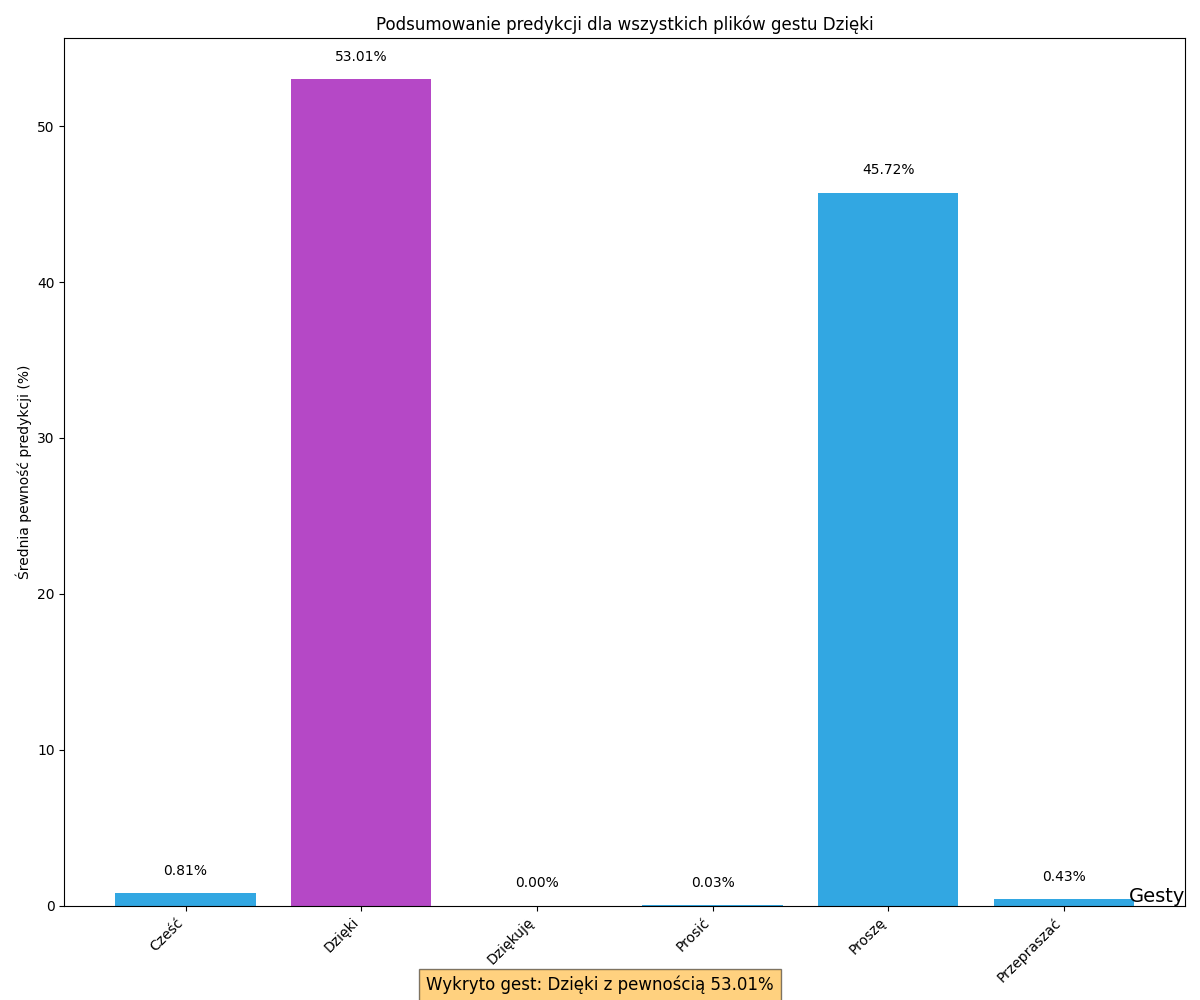 Podsumowanie predykcji dla wszystkich plików gestu Dzięki
53.01%
50
45.72%
40
30
Średnia pewność predykcji (%)
20
10
0.81%
0.00%
0.03%
0.43%
0
Gesty
Cześć
Dzięki
Dziękuję
Prosić
Proszę
Przepraszać
Wykryto gest: Dzięki z pewnością 53.01%